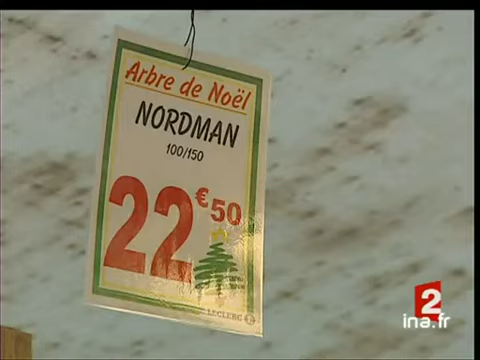 Arbre de Noël
NORDMAN
100/150
22€50
LECLERC
2
ina.fr